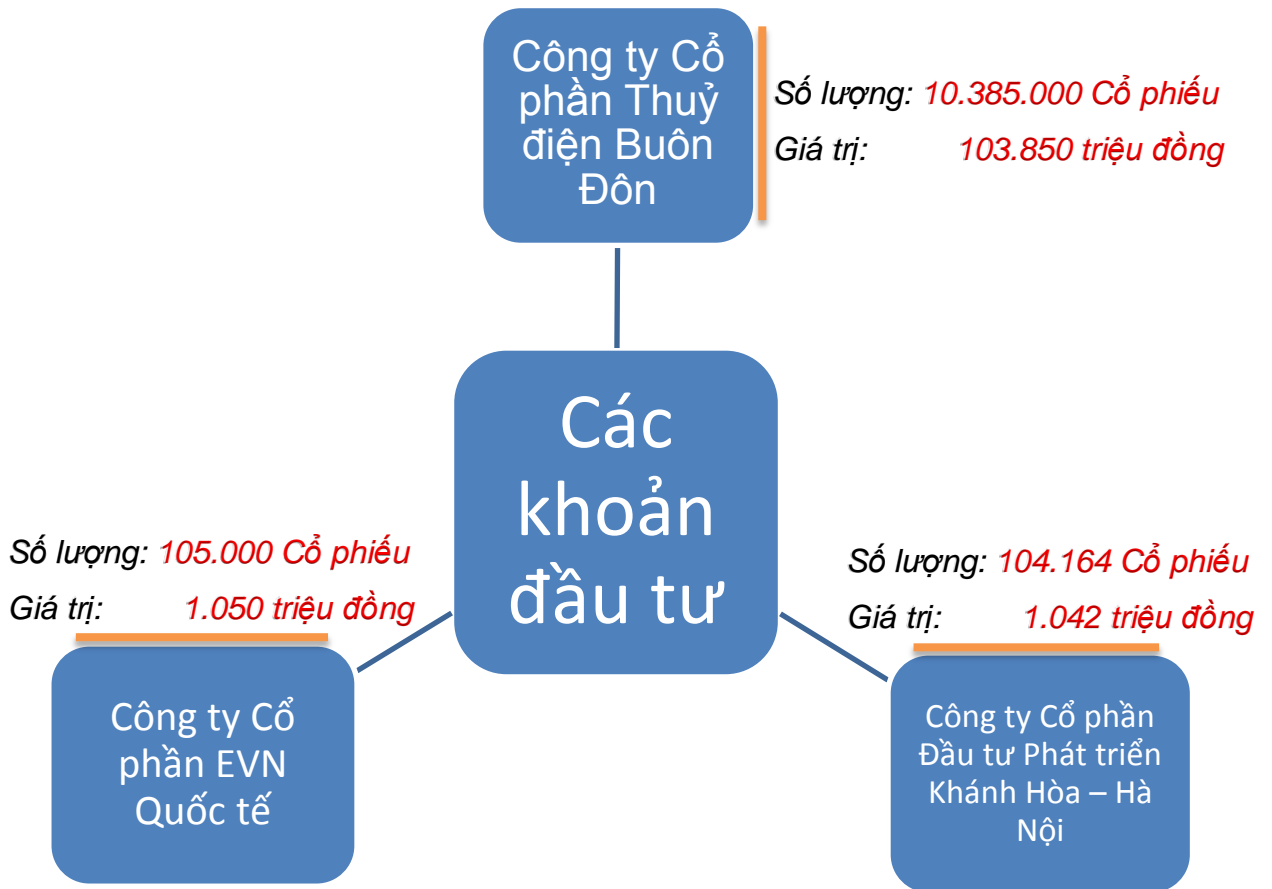 Công ty Cổ
phần Thuỷ
điện Buôn
Đôn
Số lượng: 10.385.000 Cổ phiếu
Giá trị: 103.850 triệu đồng
Các
khoản
đầu tư
Số lượng: 105.000 Cổ phiếu
Giá trị: 1.050 triệu đồng
Công ty Cổ
phần EVN
Quốc tế
Số lượng: 104.164 Cổ phiếu
Giá trị: 1.042 triệu đồng
Công ty Cổ phần
Đầu tư Phát triển
Khánh Hòa – Hà
Nội